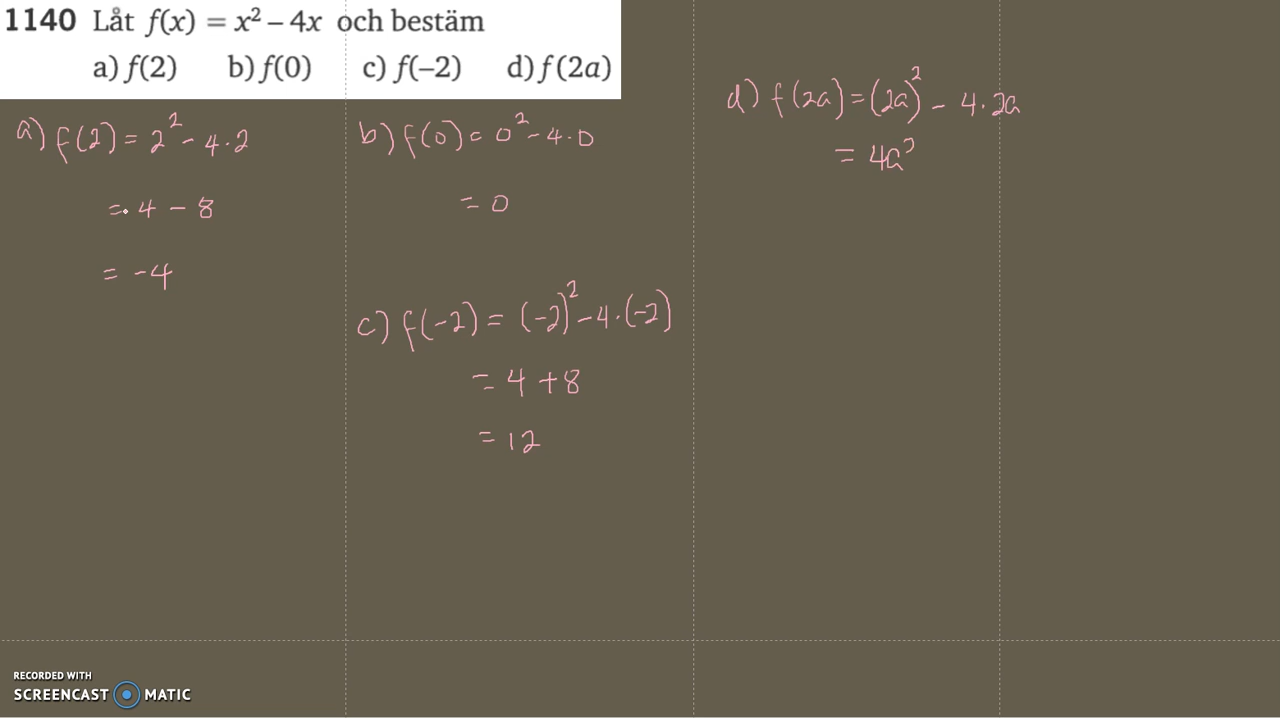 1140 Låt f(x) = x² – 4x och bestäm
a) f(2) b) f(0) c) f(–2) d) f(2a)
a) f(2) = 2² - 4·2
= 4 - 8
= -4
b) f(0) = 0² - 4·0
= 0
c) f(-2) = (-2)² - 4·(-2)
= 4 + 8
= 12
d) f(2a) = (2a)² - 4·2a
= 4a²
RECORDED WITH
SCREENCAST MATIC